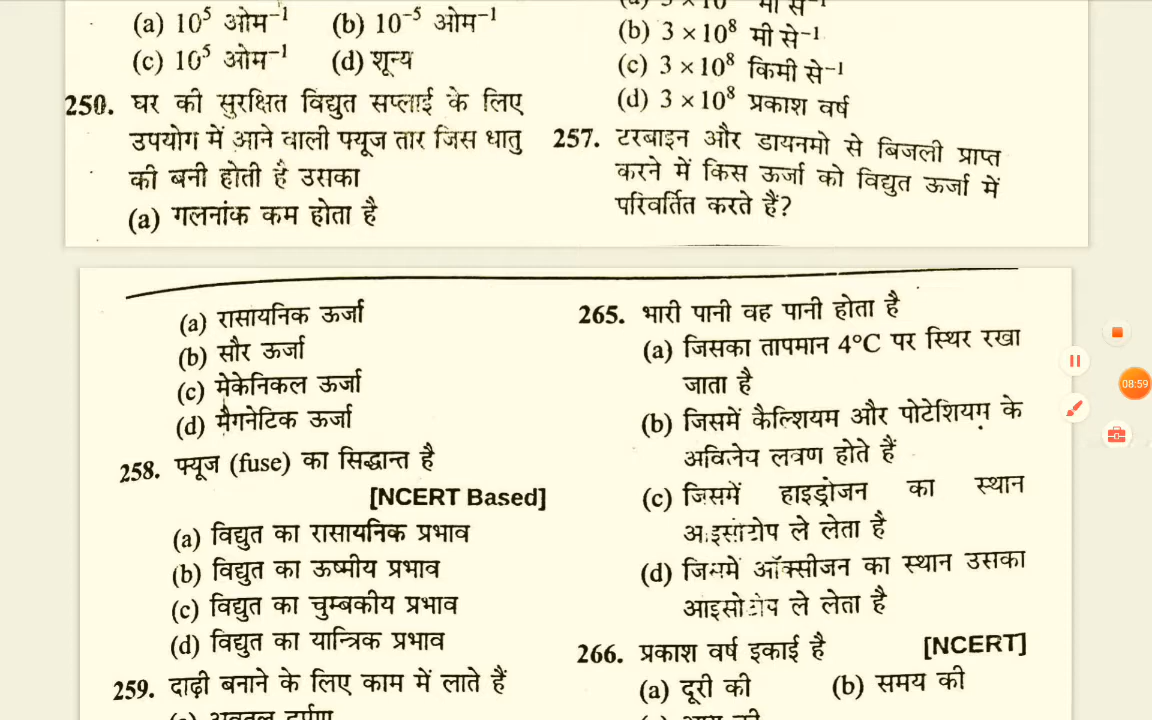 (a) 10⁵ ओम⁻¹ (b) 10⁻⁵ ओम⁻¹
(c) 10⁵ ओम⁻¹ (d) शून्य
250. घर की सुरक्षित विद्युत सप्लाई के लिए
उपयोग में आने वाली फ्यूज तार जिस धातु
की बनी होती है उसका
(a) गलनांक कम होता है
(b) 3 × 10⁸ मी से⁻¹
(c) 3 × 10⁸ किमी से⁻¹
(d) 3 × 10⁸ प्रकाश वर्ष
257. टरबाइन और डायनमो से बिजली प्राप्त
करने में किस ऊर्जा को विद्युत ऊर्जा में
परिवर्तित करते हैं?
(a) रासायनिक ऊर्जा
(b) सौर ऊर्जा
(c) मेकेनिकल ऊर्जा
(d) मैगनेटिक ऊर्जा
258. फ्यूज (fuse) का सिद्धान्त है
[NCERT Based]
(a) विद्युत का रासायनिक प्रभाव
(b) विद्युत का ऊष्मीय प्रभाव
(c) विद्युत का चुम्बकीय प्रभाव
(d) विद्युत का यान्त्रिक प्रभाव
259. दाढ़ी बनाने के लिए काम में लाते हैं
265. भारी पानी वह पानी होता है
(a) जिसका तापमान 4°C पर स्थिर रखा
जाता है
(b) जिसमें कैल्शियम और पोटेशियम के
अविलेय लवण होते हैं
(c) जिसमें हाइड्रोजन का स्थान
आइसोटोप ले लेता है
(d) जिसमें ऑक्सीजन का स्थान उसका
आइसोटोप ले लेता है
266. प्रकाश वर्ष इकाई है [NCERT]
(a) दूरी की (b) समय की
08:59